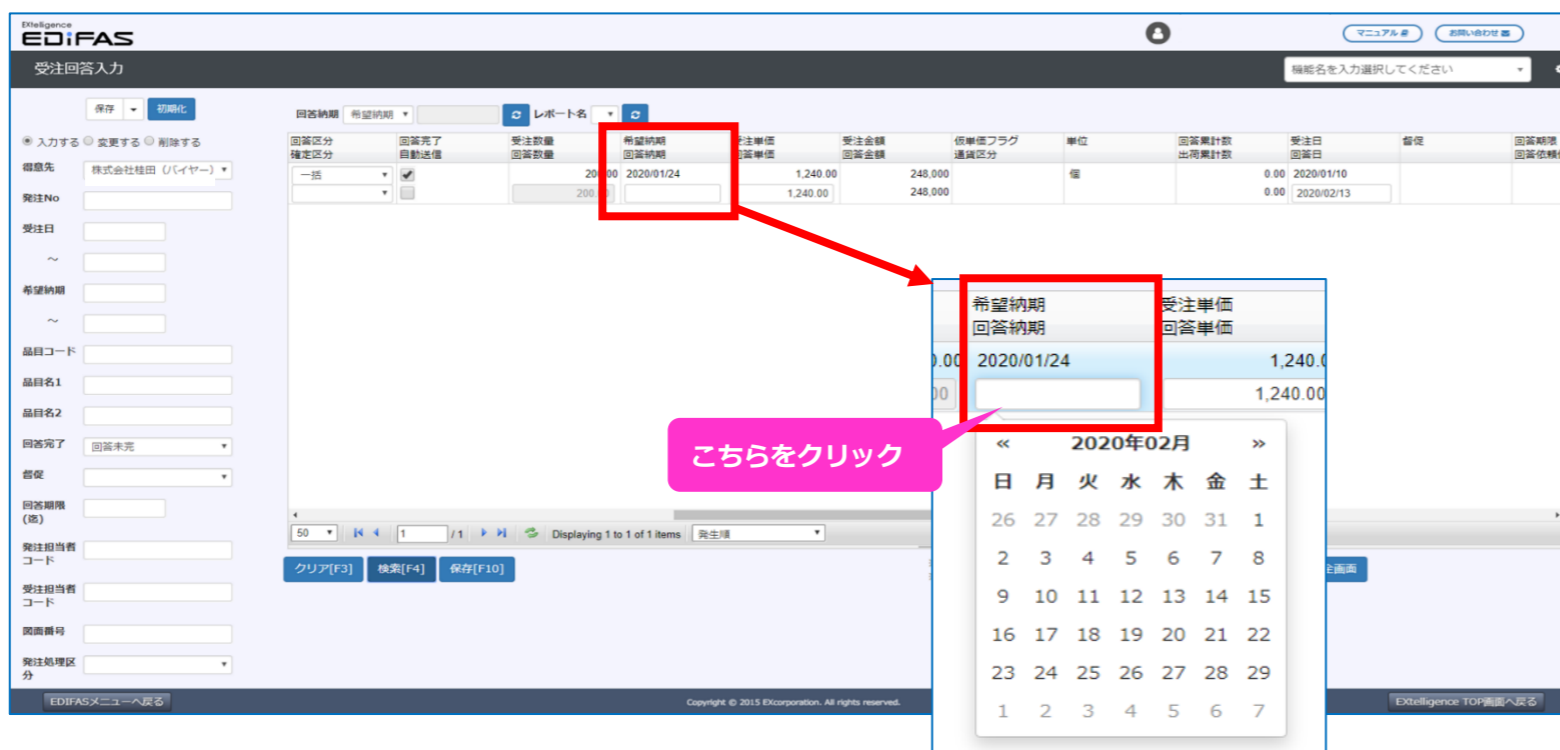 EXtelligence
EDiFAS
マニュアル
お問い合わせ
受注回答入力
機能名を入力選択してください
保存
初期化
回答納期 希望納期
レポート名
入力する 変更する 削除する
得意先 株式会社桂田 (バイヤー)
発注No
受注日
～
希望納期
～
品目コード
品目名1
品目名2
回答完了 回答未完
督促
回答期限
(迄)
発注担当者
コード
受注担当者
コード
図面番号
発注処理区
分
回答区分 回答完了 受注数量 希望納期 受注単価 受注金額 仮単価フラグ 単位 回答累計数 受注日 督促 回答期限
確定区分 自動送信 回答数量 回答納期 回答単価 回答金額 通貨区分 出荷累計数 回答日 回答依頼
一括 200.00 2020/01/24 1,240.00 248,000 個 0.00 2020/01/10
200.00 1,240.00 248,000 0.00 2020/02/13
希望納期 受注単価
回答納期 回答単価
0.00 2020/01/24 1,240.0
00 1,240.00
こちらをクリック
« 2020年02月 »
日 月 火 水 木 金 土
26 27 28 29 30 31 1
2 3 4 5 6 7 8
9 10 11 12 13 14 15
16 17 18 19 20 21 22
23 24 25 26 27 28 29
1 2 3 4 5 6 7
50 1 / 1 Displaying 1 to 1 of 1 items 発生順
クリア[F3] 検索[F4] 保存[F10]
全画面
EDIFASメニューへ戻る
Copyright © 2015 EXcorporation. All rights reserved.
EXtelligence TOP画面へ戻る